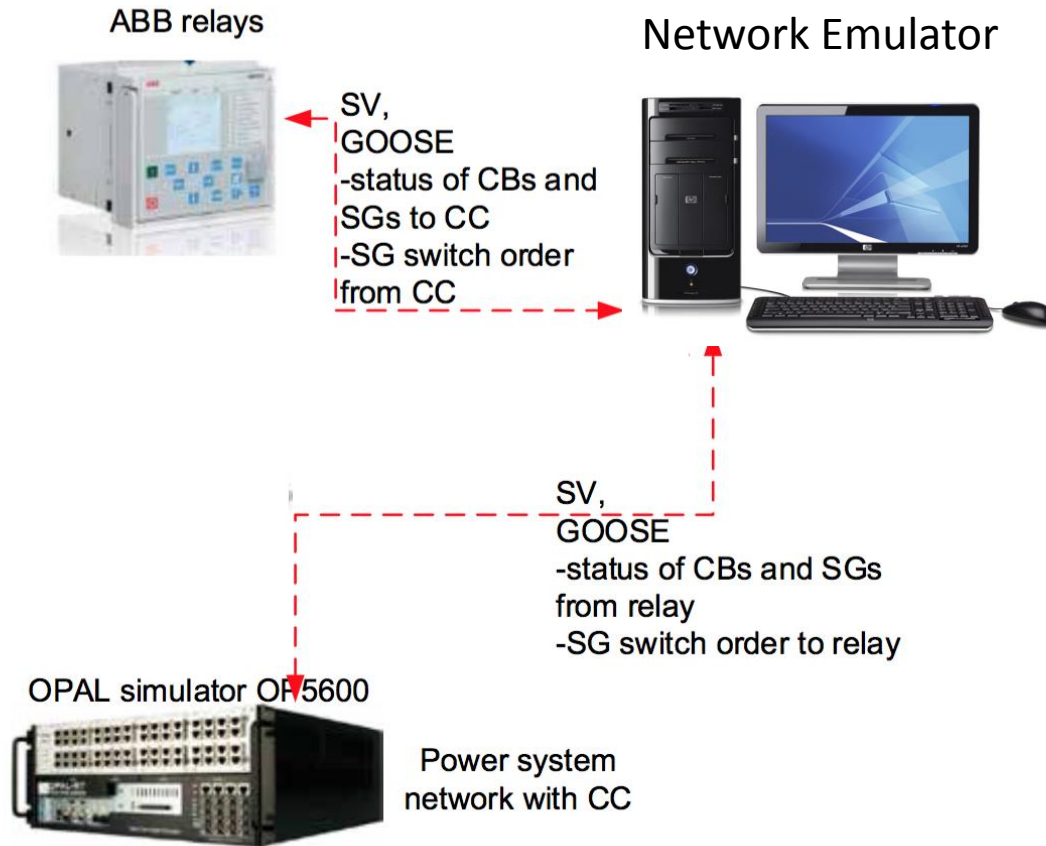 ABB relays
Network Emulator
SV,
GOOSE
-status of CBs and
SGs to CC
-SG switch order
from CC
SV,
GOOSE
-status of CBs and SGs
from relay
-SG switch order to relay
OPAL simulator OP5600
Power system
network with CC